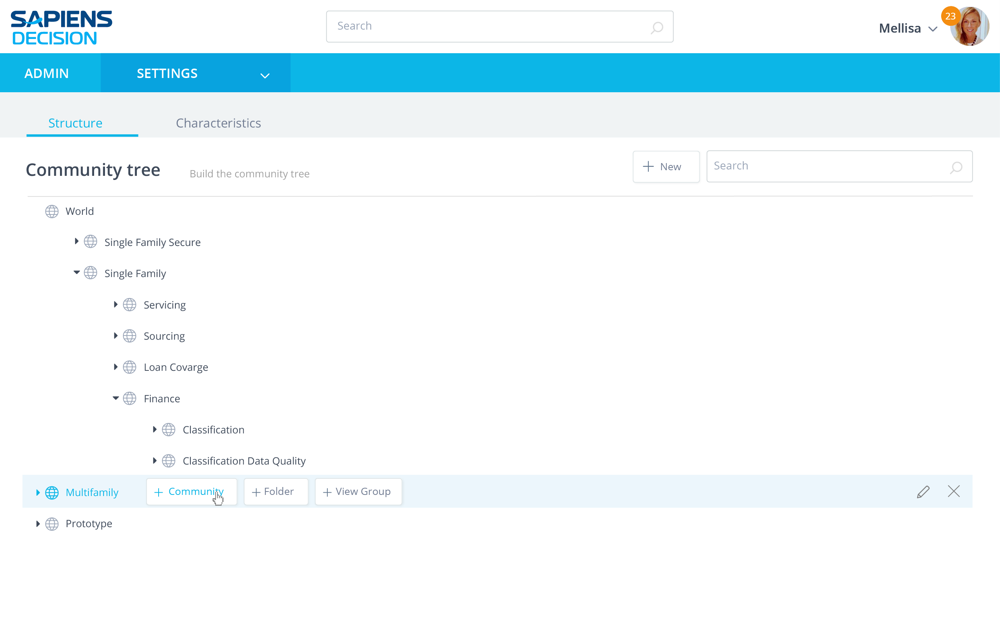 SAPIENS
DECISION
Search
Mellisa
23
ADMIN
SETTINGS
Structure
Characteristics
Community tree
Build the community tree
New
Search
World
Single Family Secure
Single Family
Servicing
Sourcing
Loan Covarge
Finance
Classification
Classification Data Quality
Multifamily
Community
Folder
View Group
Prototype